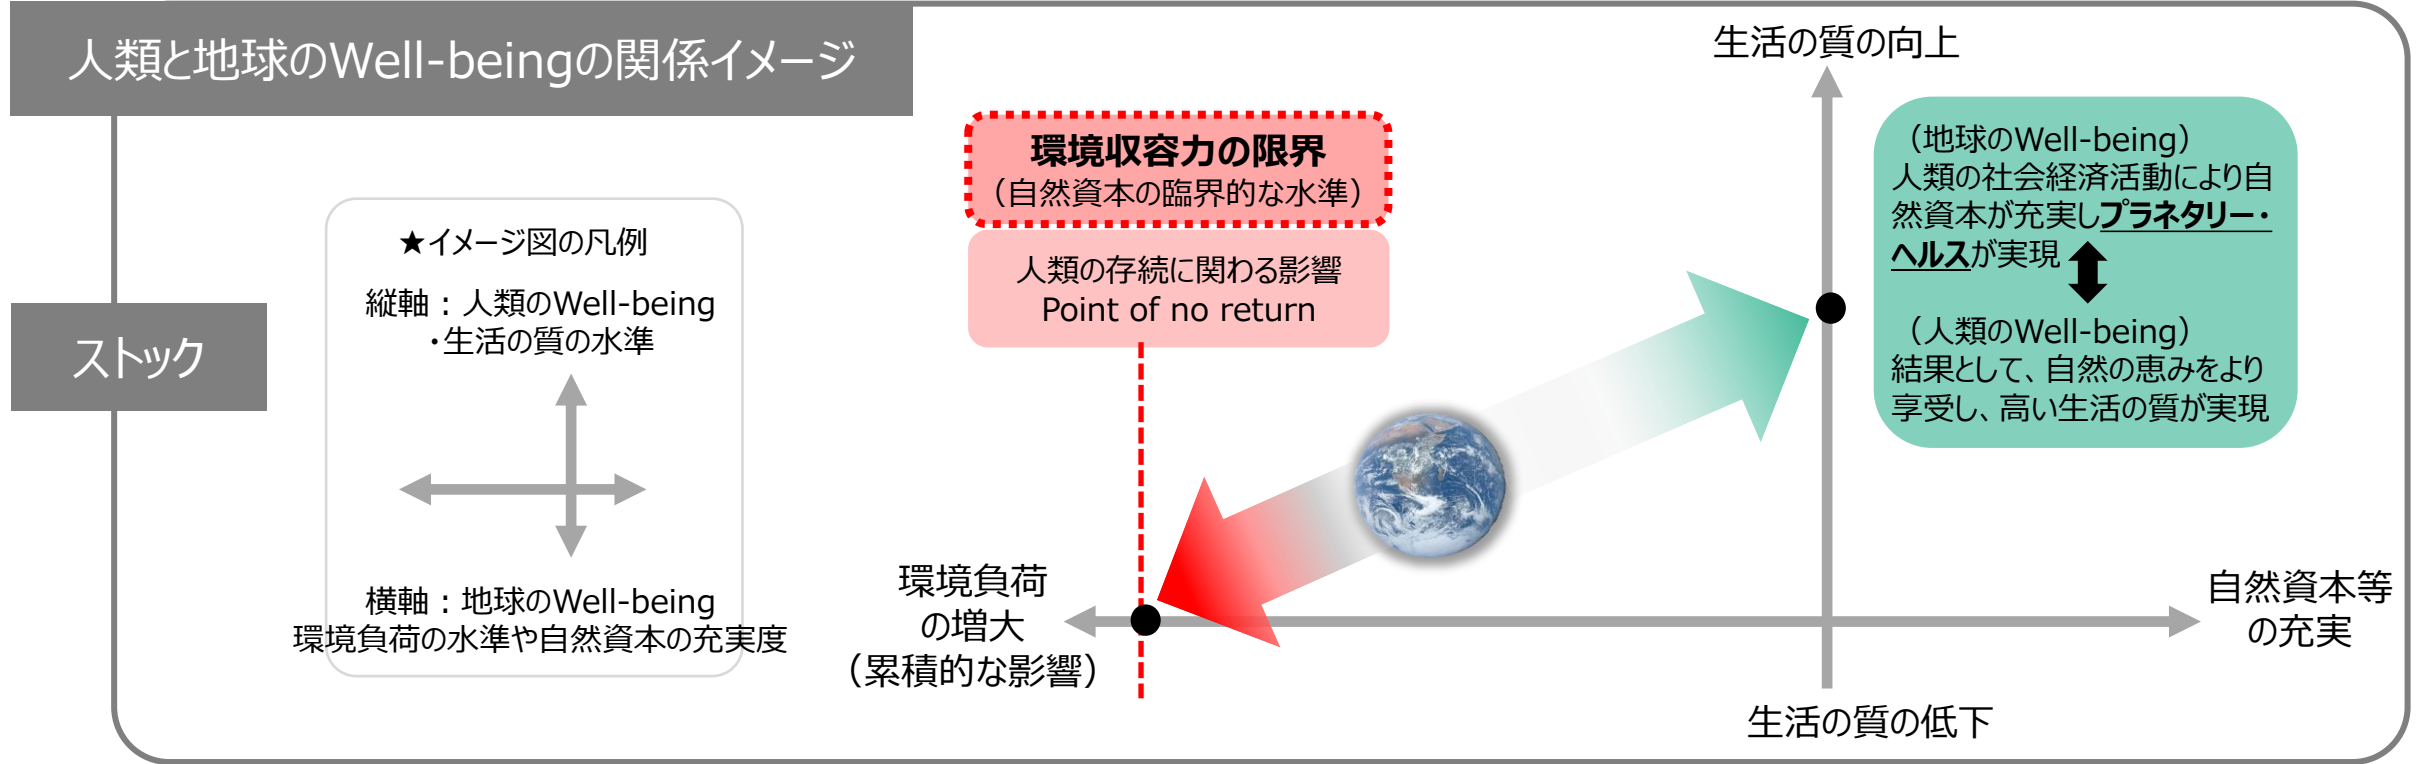 人類と地球のWell-beingの関係イメージ
ストック
★イメージ図の凡例
縦軸：人類のWell-being
・生活の質の水準
横軸：地球のWell-being
環境負荷の水準や自然資本の充実度
環境収容力の限界
（自然資本の臨界的な水準）
人類の存続に関わる影響
Point of no return
環境負荷
の増大
（累積的な影響）
生活の質の向上
（地球のWell-being）
人類の社会経済活動により自
然資本が充実しプラネタリー・
ヘルスが実現
（人類のWell-being）
結果として、自然の恵みをより
享受し、高い生活の質が実現
自然資本等
の充実
生活の質の低下